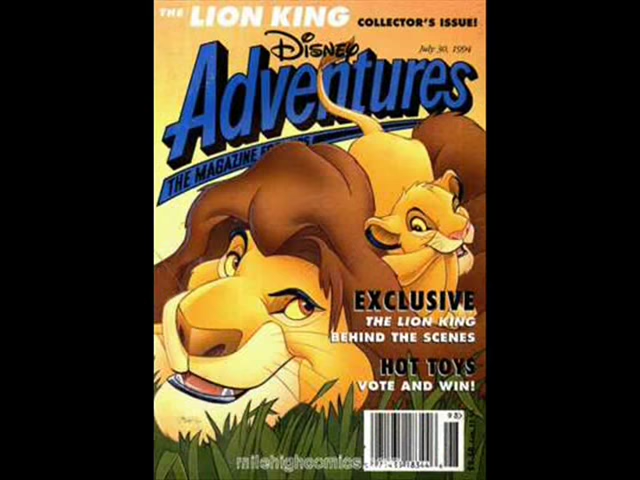 THE LION KING COLLECTOR'S ISSUE!
Disney
July 30, 1994
Adventures
THE MAGAZINE FOR
EXCLUSIVE
THE LION KING
BEHIND THE SCENES
HOT TOYS
VOTE AND WIN!
milehighcomics.com